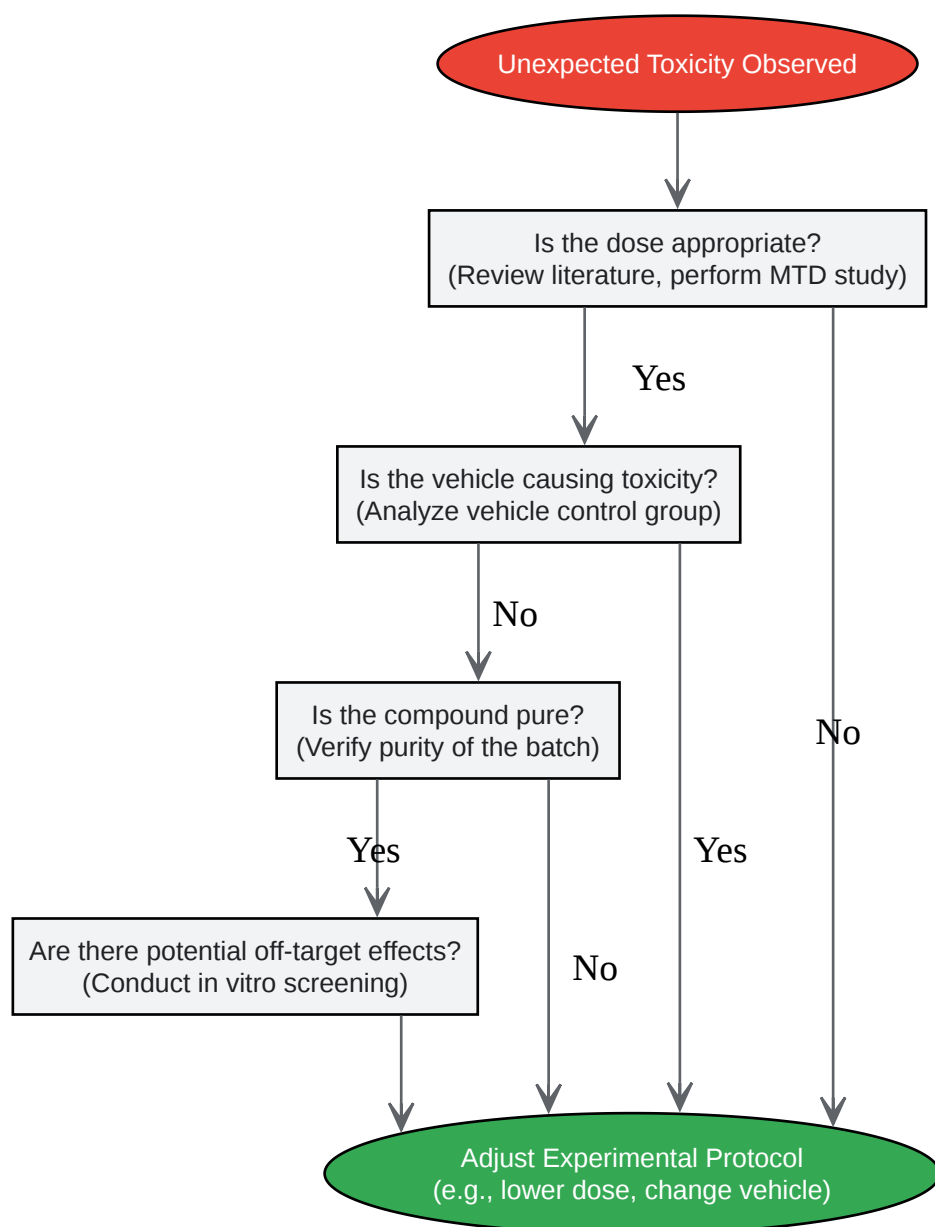 Unexpected Toxicity Observed
Is the dose appropriate?
(Review literature, perform MTD study)
Yes
Is the vehicle causing toxicity?
(Analyze vehicle control group)
No
Is the compound pure?
(Verify purity of the batch)
No
Yes
Yes
Are there potential off-target effects?
(Conduct in vitro screening)
No
Adjust Experimental Protocol
(e.g., lower dose, change vehicle)